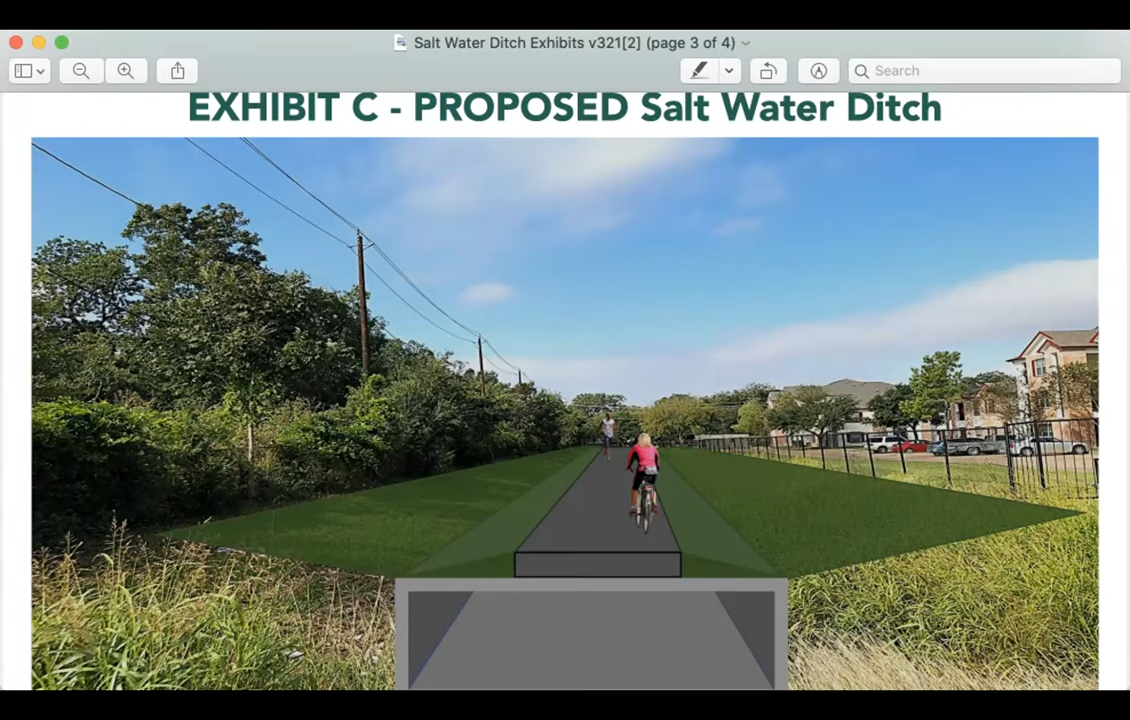 Salt Water Ditch Exhibits v321[2] (page 3 of 4)
Search
EXHIBIT C - PROPOSED Salt Water Ditch